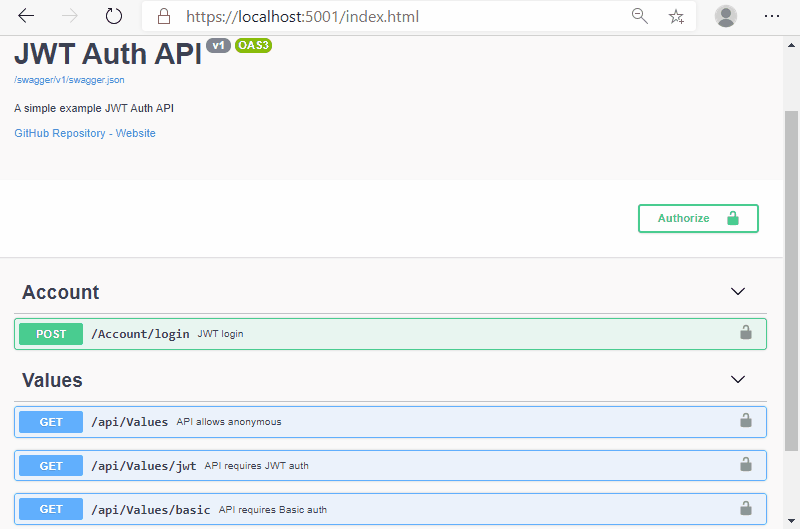 https://localhost:5001/index.html
JWT Auth API v1 OAS3
/swagger/v1/swagger.json
A simple example JWT Auth API
GitHub Repository - Website
Authorize
Account
POST /Account/login JWT login
Values
GET /api/Values API allows anonymous
GET /api/Values/jwt API requires JWT auth
GET /api/Values/basic API requires Basic auth